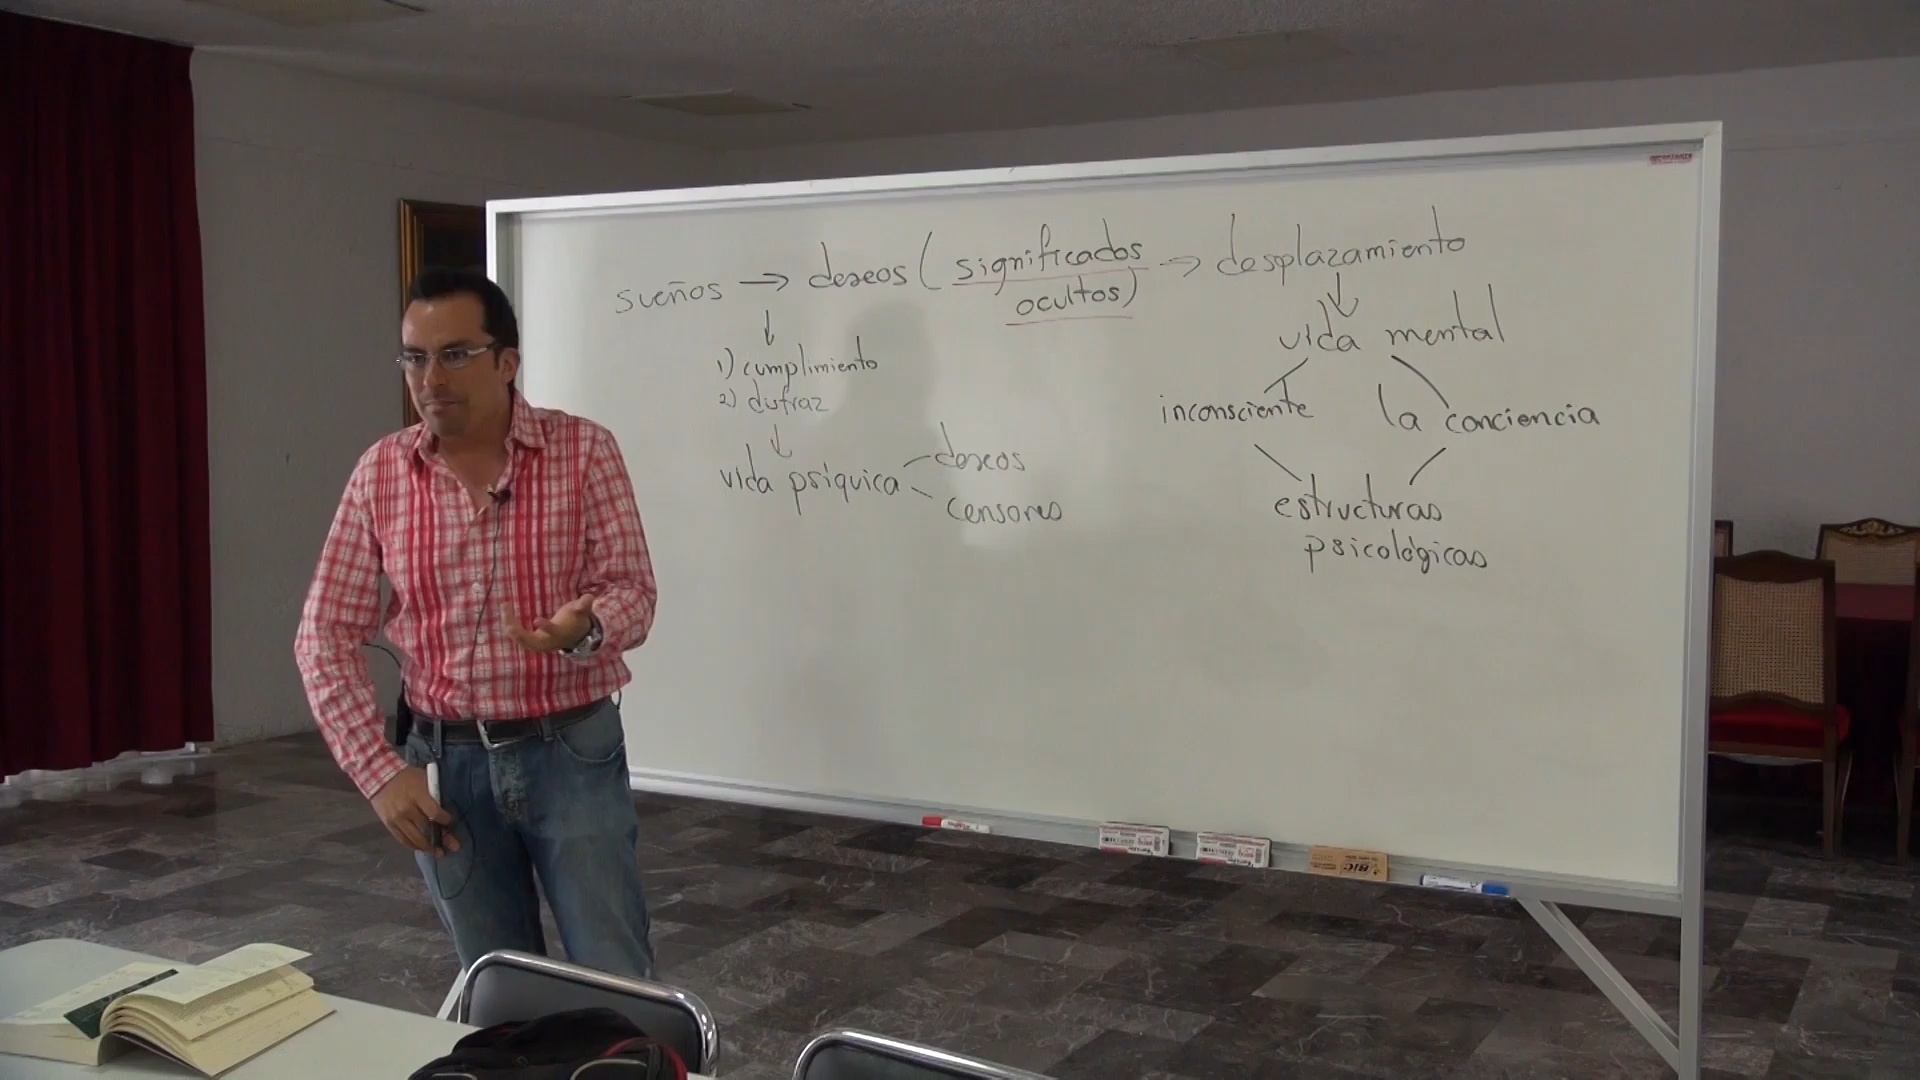 sueños → deseos (significados → desplazamiento
ocultos)
↓
1) cumplimiento
2) disfraz
↓
vida psíquica
deseos
censores
↓
vida mental
inconsciente
la conciencia
estructuras
psicológicas
BIC